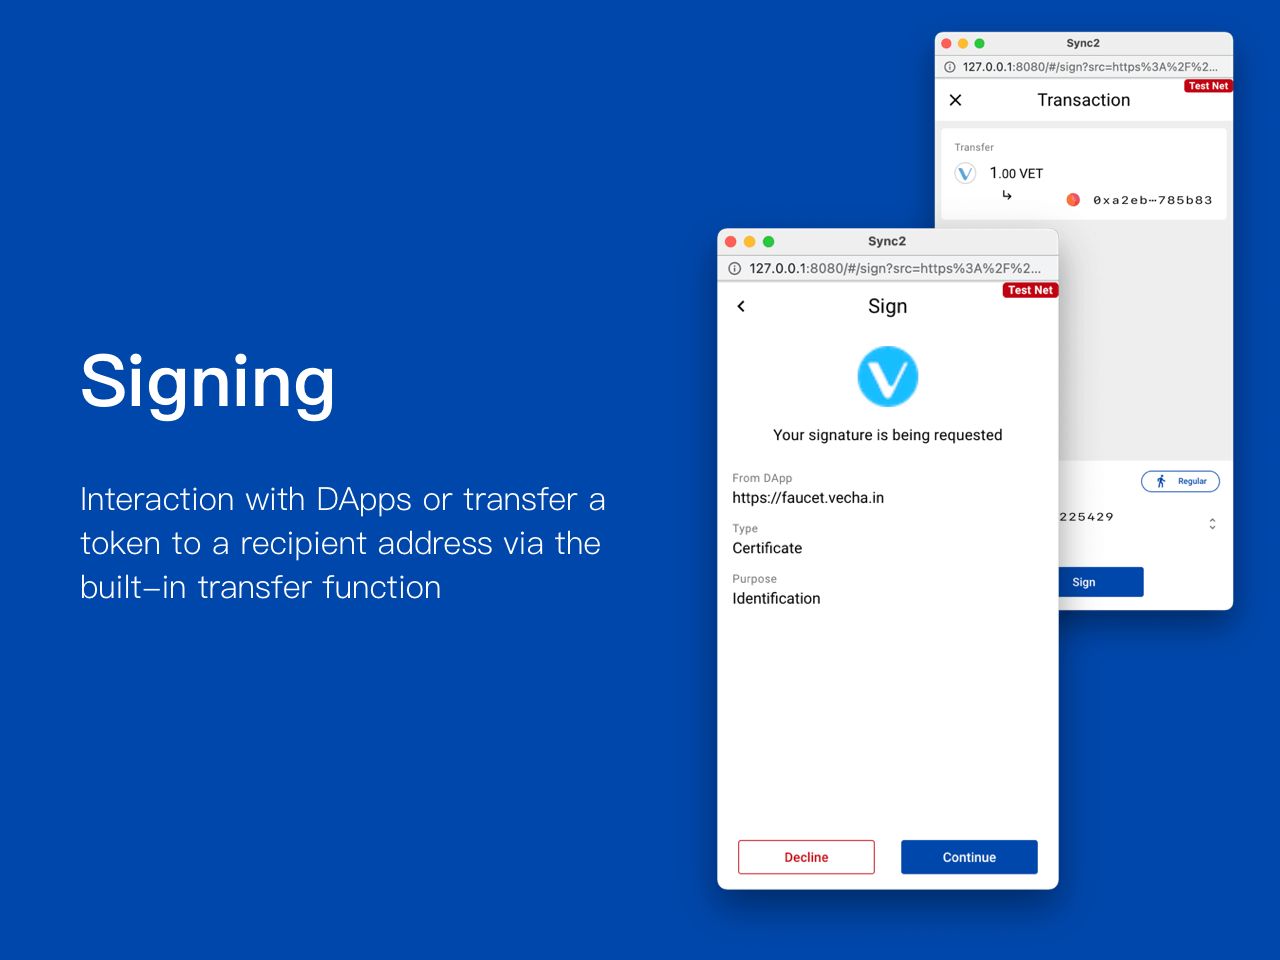 Signing
Interaction with DApps or transfer a
token to a recipient address via the
built-in transfer function
Sync2
127.0.0.1:8080/#/sign?src=https%3A%2F%2...
Test Net
Transaction
Transfer
1.00 VET
0xa2eb…785b83
Regular
225429
Sign
Sync2
127.0.0.1:8080/#/sign?src=https%3A%2F%2...
Test Net
Sign
Your signature is being requested
From DApp
https://faucet.vecha.in
Type
Certificate
Purpose
Identification
Decline
Continue